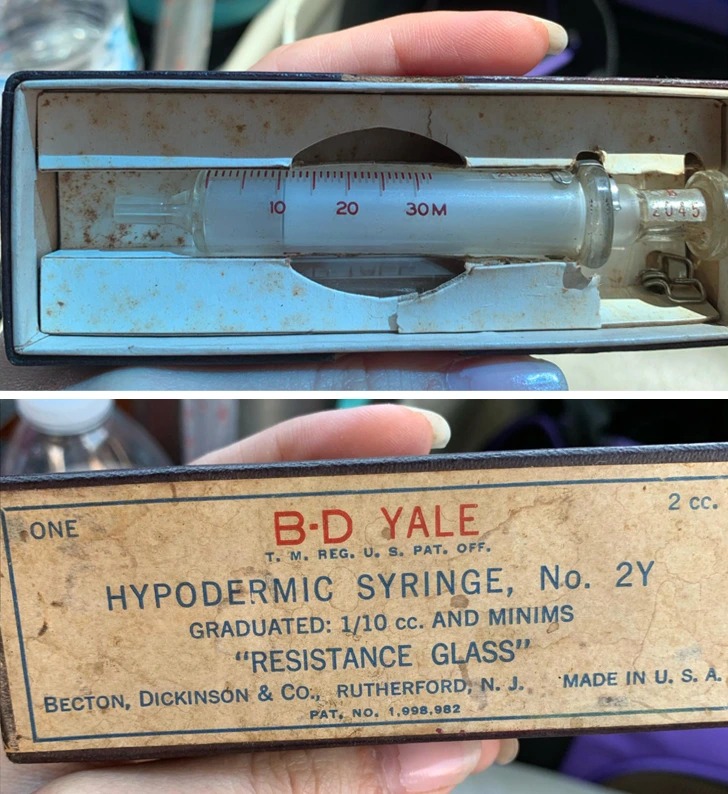 10 20 30M
2045
ONE
2 cc.
B-D YALE
T. M. REG. U. S. PAT. OFF.
HYPODERMIC SYRINGE, No. 2Y
GRADUATED: 1/10 cc. AND MINIMS
"RESISTANCE GLASS"
BECTON, DICKINSON & CO., RUTHERFORD, N. J. MADE IN U. S. A.
PAT. NO. 1,998,982